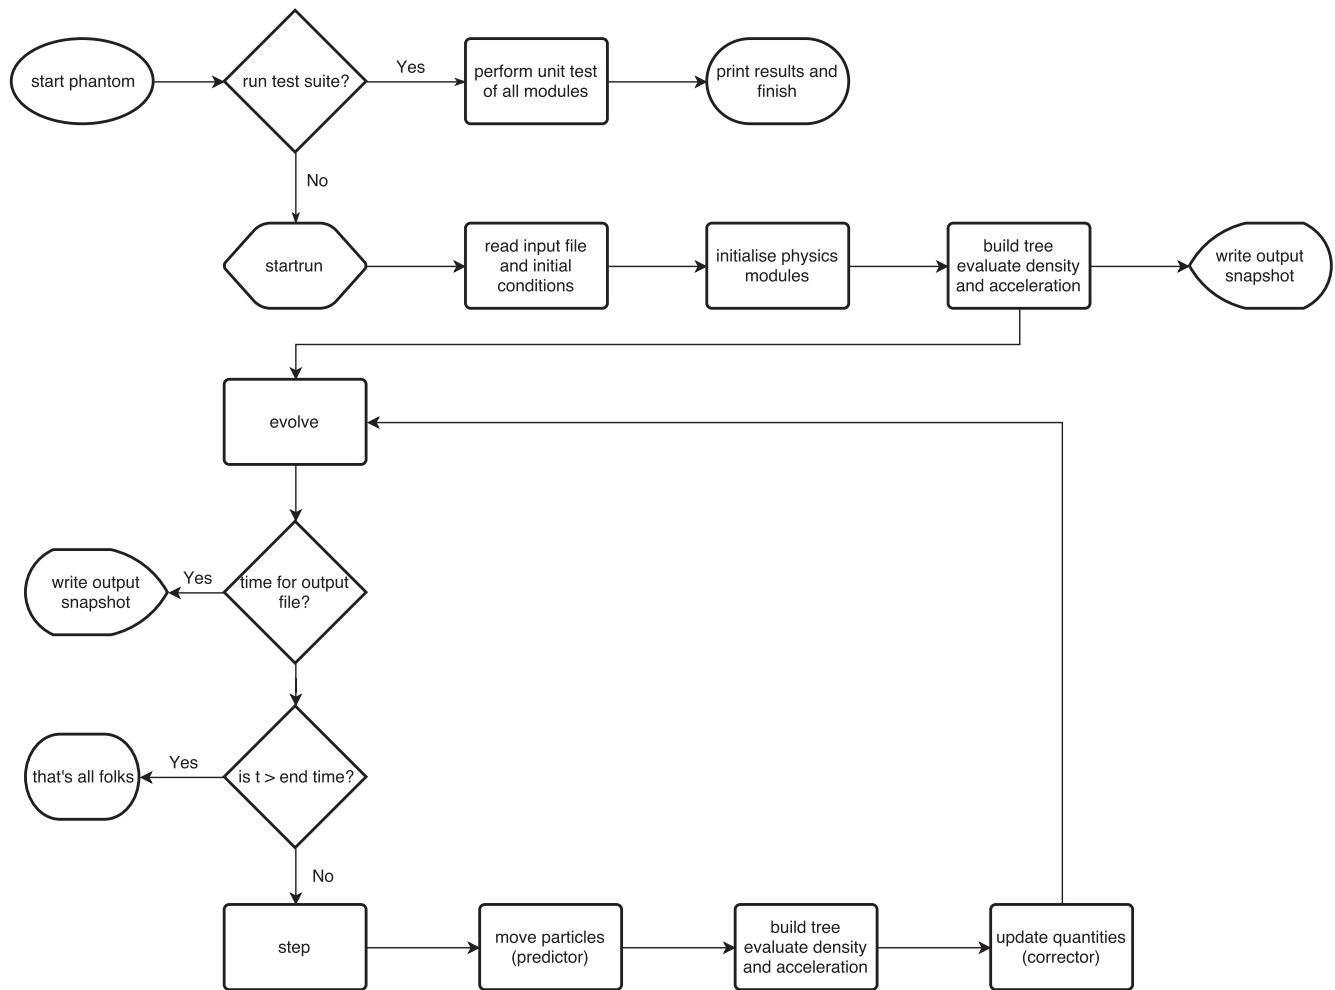 start phantom
run test suite?
Yes
perform unit test
of all modules
print results and
finish
No
startrun
read input file
and initial
conditions
initialise physics
modules
build tree
evaluate density
and acceleration
write output
snapshot
evolve
time for output
file?
Yes
write output
snapshot
is t > end time?
Yes
that's all folks
No
step
move particles
(predictor)
build tree
evaluate density
and acceleration
update quantities
(corrector)